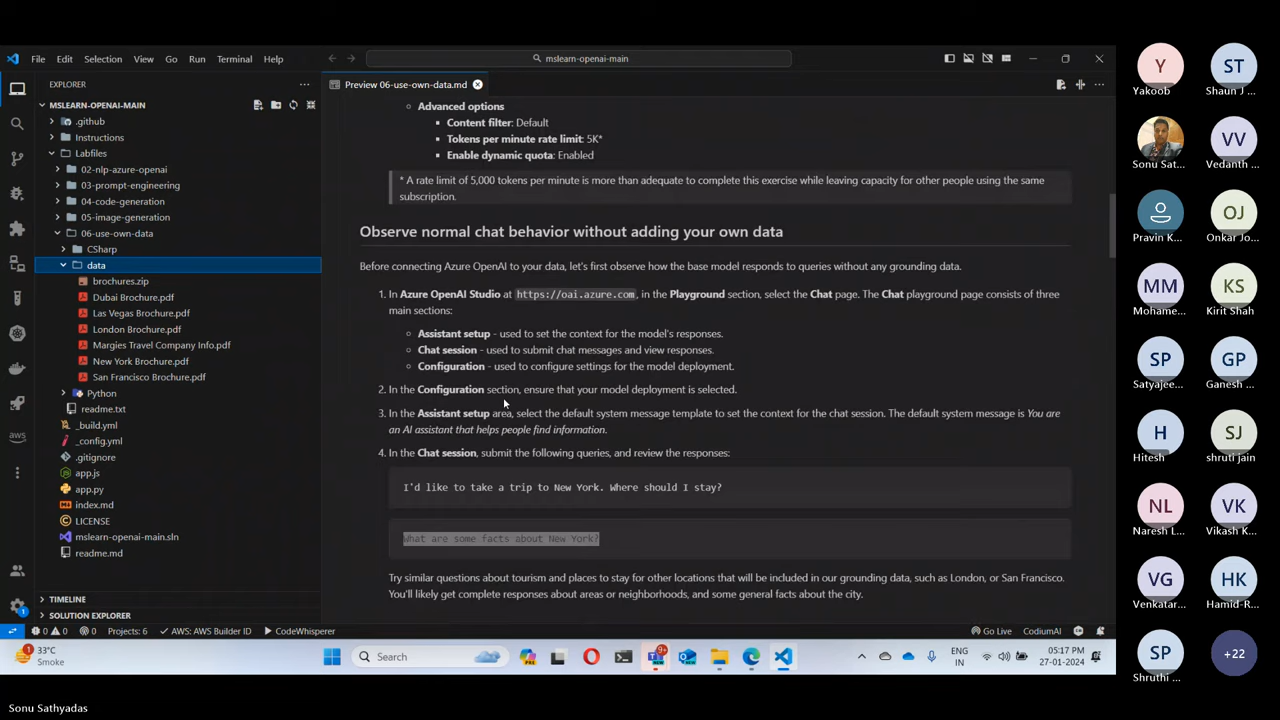 File Edit Selection View Go Run Terminal Help
mslearn-openai-main
EXPLORER
MSLEARN-OPENAI-MAIN
.github
Instructions
Labfiles
02-nlp-azure-openai
03-prompt-engineering
04-code-generation
05-image-generation
06-use-own-data
CSharp
data
brochures.zip
Dubai Brochure.pdf
Las Vegas Brochure.pdf
London Brochure.pdf
Margies Travel Company Info.pdf
New York Brochure.pdf
San Francisco Brochure.pdf
Python
readme.txt
_build.yml
_config.yml
.gitignore
app.js
app.py
index.md
LICENSE
mslearn-openai-main.sln
readme.md
TIMELINE
SOLUTION EXPLORER
Preview 06-use-own-data.md
Advanced options
Content filter: Default
Tokens per minute rate limit: 5K*
Enable dynamic quota: Enabled
* A rate limit of 5,000 tokens per minute is more than adequate to complete this exercise while leaving capacity for other people using the same
subscription.
Observe normal chat behavior without adding your own data
Before connecting Azure OpenAI to your data, let's first observe how the base model responds to queries without any grounding data.
1. In Azure OpenAI Studio at https://oai.azure.com, in the Playground section, select the Chat page. The Chat playground page consists of three
main sections:
Assistant setup - used to set the context for the model's responses.
Chat session - used to submit chat messages and view responses.
Configuration - used to configure settings for the model deployment.
2. In the Configuration section, ensure that your model deployment is selected.
3. In the Assistant setup area, select the default system message template to set the context for the chat session. The default system message is You are
an AI assistant that helps people find information.
4. In the Chat session, submit the following queries, and review the responses:
I'd like to take a trip to New York. Where should I stay?
What are some facts about New York?
Try similar questions about tourism and places to stay for other locations that will be included in our grounding data, such as London, or San Francisco.
You'll likely get complete responses about areas or neighborhoods, and some general facts about the city.
0 0 0 Projects: 6 AWS: AWS Builder ID CodeWhisperer Go Live CodiumAI
1 33°C
Smoke
Search
9+
ENG
IN
05:17 PM
27-01-2024
aws
1
Y
Yakoob
ST
Shaun J ...
Sonu Sat...
VV
Vedanth ...
Pravin K...
OJ
Onkar Jo...
MM
Mohame...
KS
Kirit Shah
SP
Satyajee...
GP
Ganesh ...
H
Hitesh
SJ
shruti jain
NL
Naresh L...
VK
Vikash K...
VG
Venkatar...
HK
Hamid-R...
SP
Shruthi ...
+22
Sonu Sathyadas